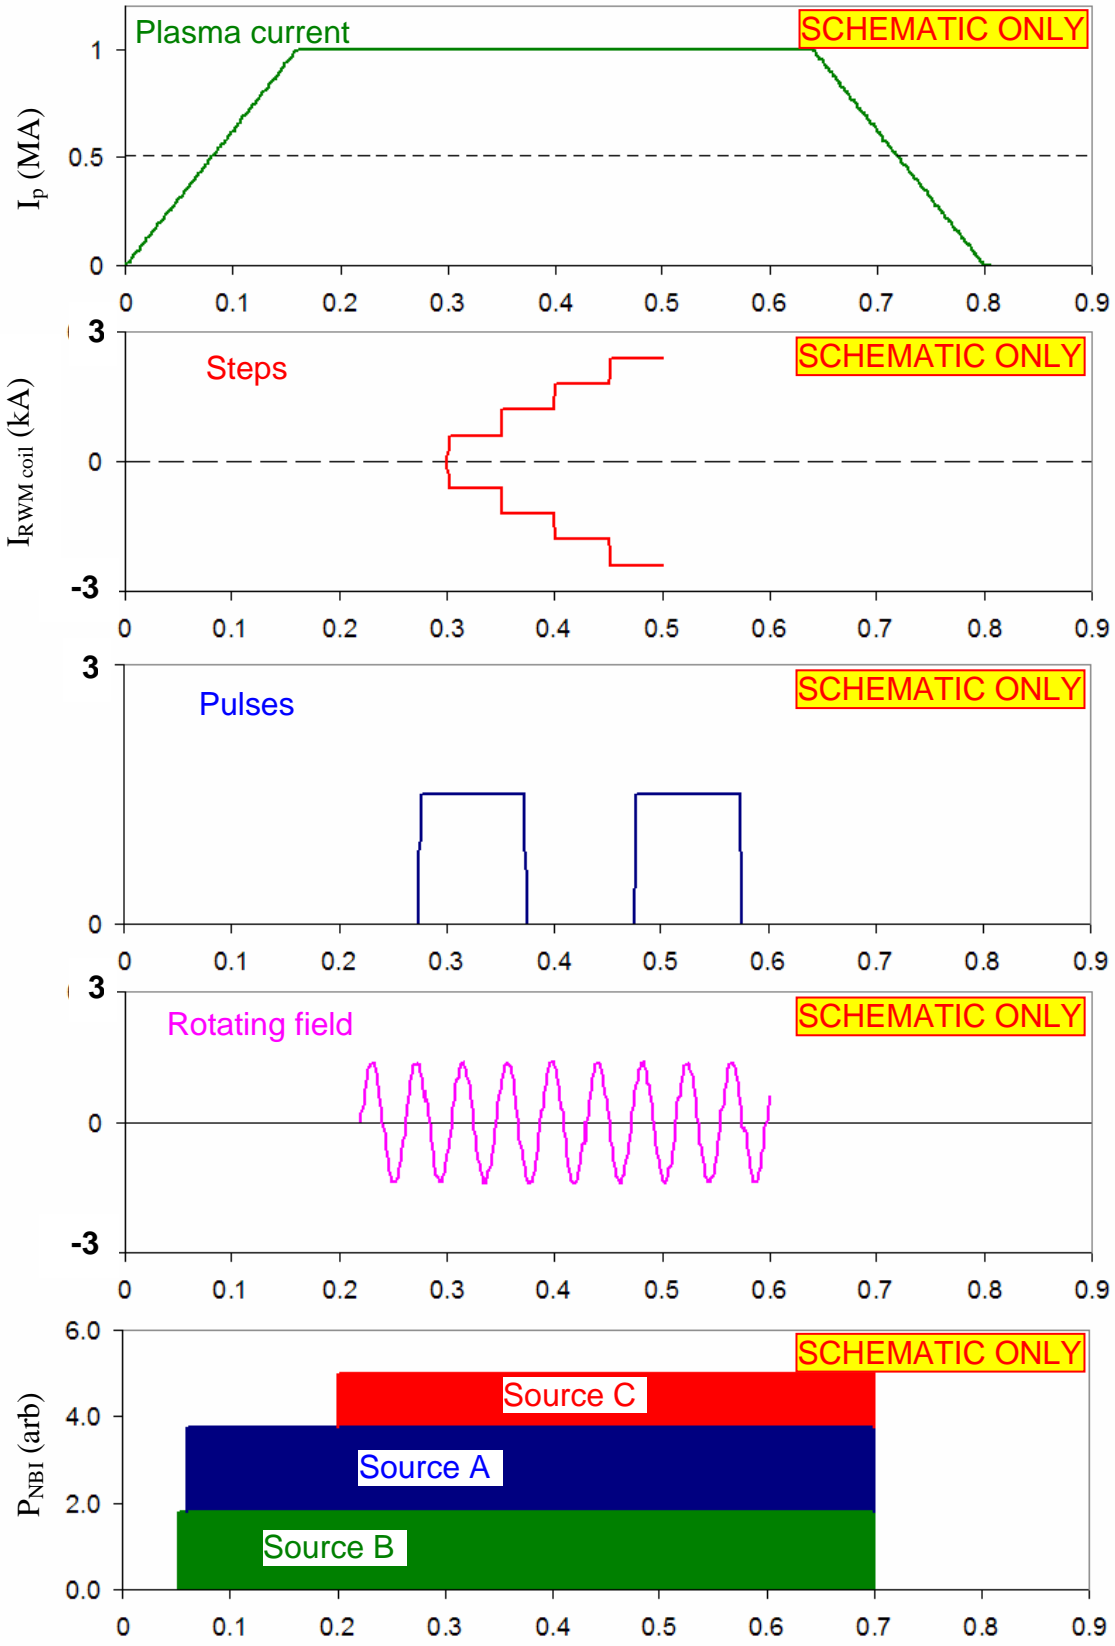 Plasma current
SCHEMATIC ONLY
1
0.5
0
I_p (MA)
0 0.1 0.2 0.3 0.4 0.5 0.6 0.7 0.8 0.9
3
Steps
SCHEMATIC ONLY
0
-3
I_RWM coil (kA)
0 0.1 0.2 0.3 0.4 0.5 0.6 0.7 0.8 0.9
3
Pulses
SCHEMATIC ONLY
0
0 0.1 0.2 0.3 0.4 0.5 0.6 0.7 0.8 0.9
3
Rotating field
SCHEMATIC ONLY
0
-3
0 0.1 0.2 0.3 0.4 0.5 0.6 0.7 0.8 0.9
6.0
SCHEMATIC ONLY
Source C
4.0
Source A
2.0
Source B
0.0
P_NBI (arb)
0 0.1 0.2 0.3 0.4 0.5 0.6 0.7 0.8 0.9